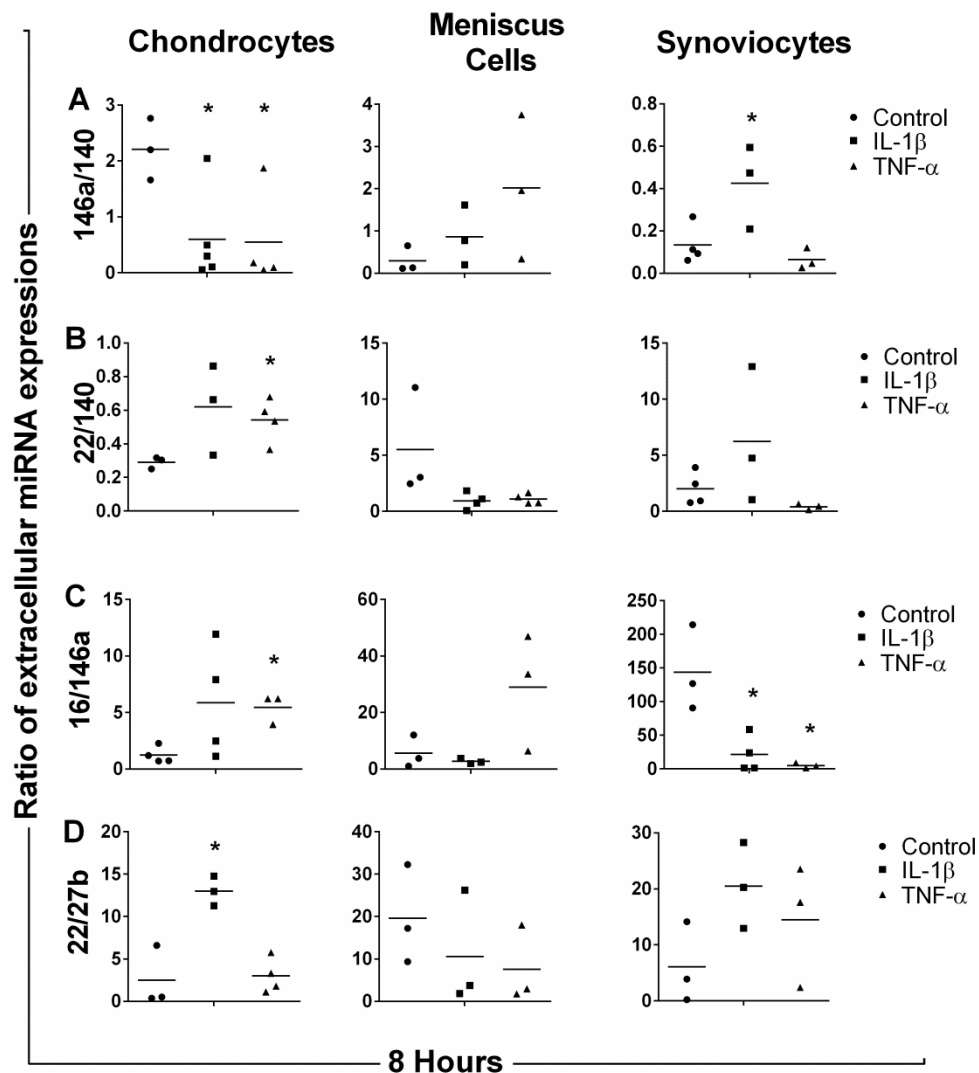 Chondrocytes
Meniscus
Cells
Synoviocytes
Ratio of extracellular miRNA expressions
A
146a/140
3
2
1
0
* *
4
3
2
1
0
0.8
0.6
0.4
0.2
0.0
*
Control
IL-1β
TNF-α
B
22/140
1.0
0.8
0.6
0.4
0.2
0.0
*
15
10
5
0
15
10
5
0
Control
IL-1β
TNF-α
C
16/146a
15
10
5
0
*
60
40
20
0
250
200
150
100
50
0
*
*
Control
IL-1β
TNF-α
D
22/27b
20
15
10
5
0
*
40
30
20
10
0
30
20
10
0
Control
IL-1β
TNF-α
8 Hours